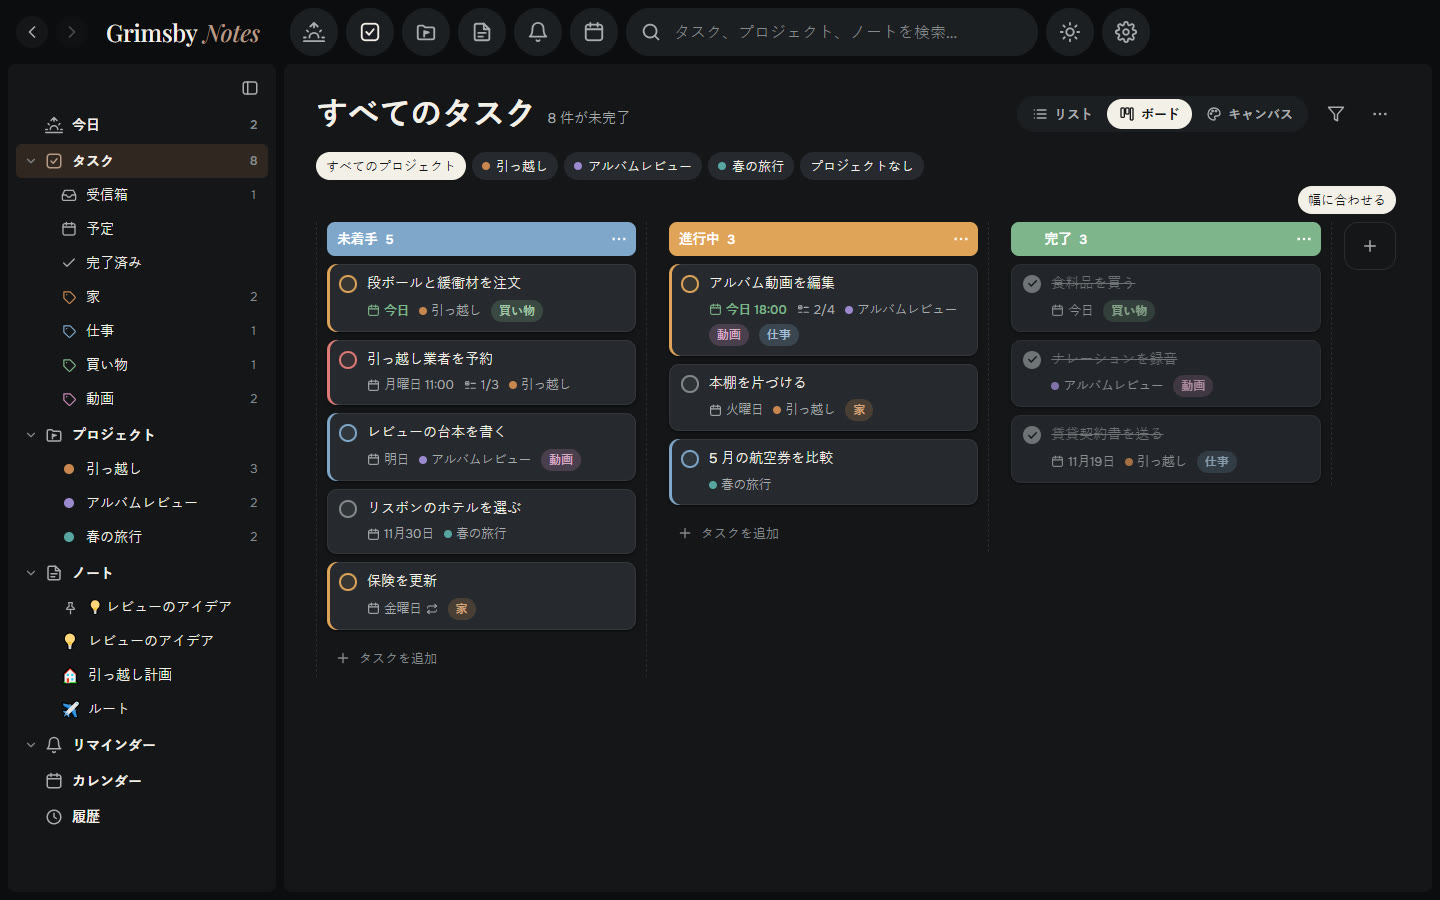 Grimsby Notes
タスク、プロジェクト、ノートを検索...
今日 2
タスク 8
受信箱 1
予定
完了済み
家 2
仕事 1
買い物 1
動画 2
プロジェクト
引っ越し 3
アルバムレビュー 2
春の旅行 2
ノート
レビューのアイデア
レビューのアイデア
引っ越し計画
ルート
リマインダー
カレンダー
履歴
すべてのタスク 8 件が未完了
リスト ボード キャンバス
すべてのプロジェクト 引っ越し アルバムレビュー 春の旅行 プロジェクトなし
幅に合わせる
未着手 5
段ボールと緩衝材を注文
今日 引っ越し 買い物
引っ越し業者を予約
月曜日 11:00 1/3 引っ越し
レビューの台本を書く
明日 アルバムレビュー 動画
リスボンのホテルを選ぶ
11月30日 春の旅行
保険を更新
金曜日 家
タスクを追加
進行中 3
アルバム動画を編集
今日 18:00 2/4 アルバムレビュー
動画 仕事
本棚を片づける
火曜日 引っ越し 家
5 月の航空券を比較
春の旅行
タスクを追加
完了 3
食料品を買う
今日 買い物
ナレーションを録音
アルバムレビュー 動画
賃貸契約書を送る
11月19日 引っ越し 仕事